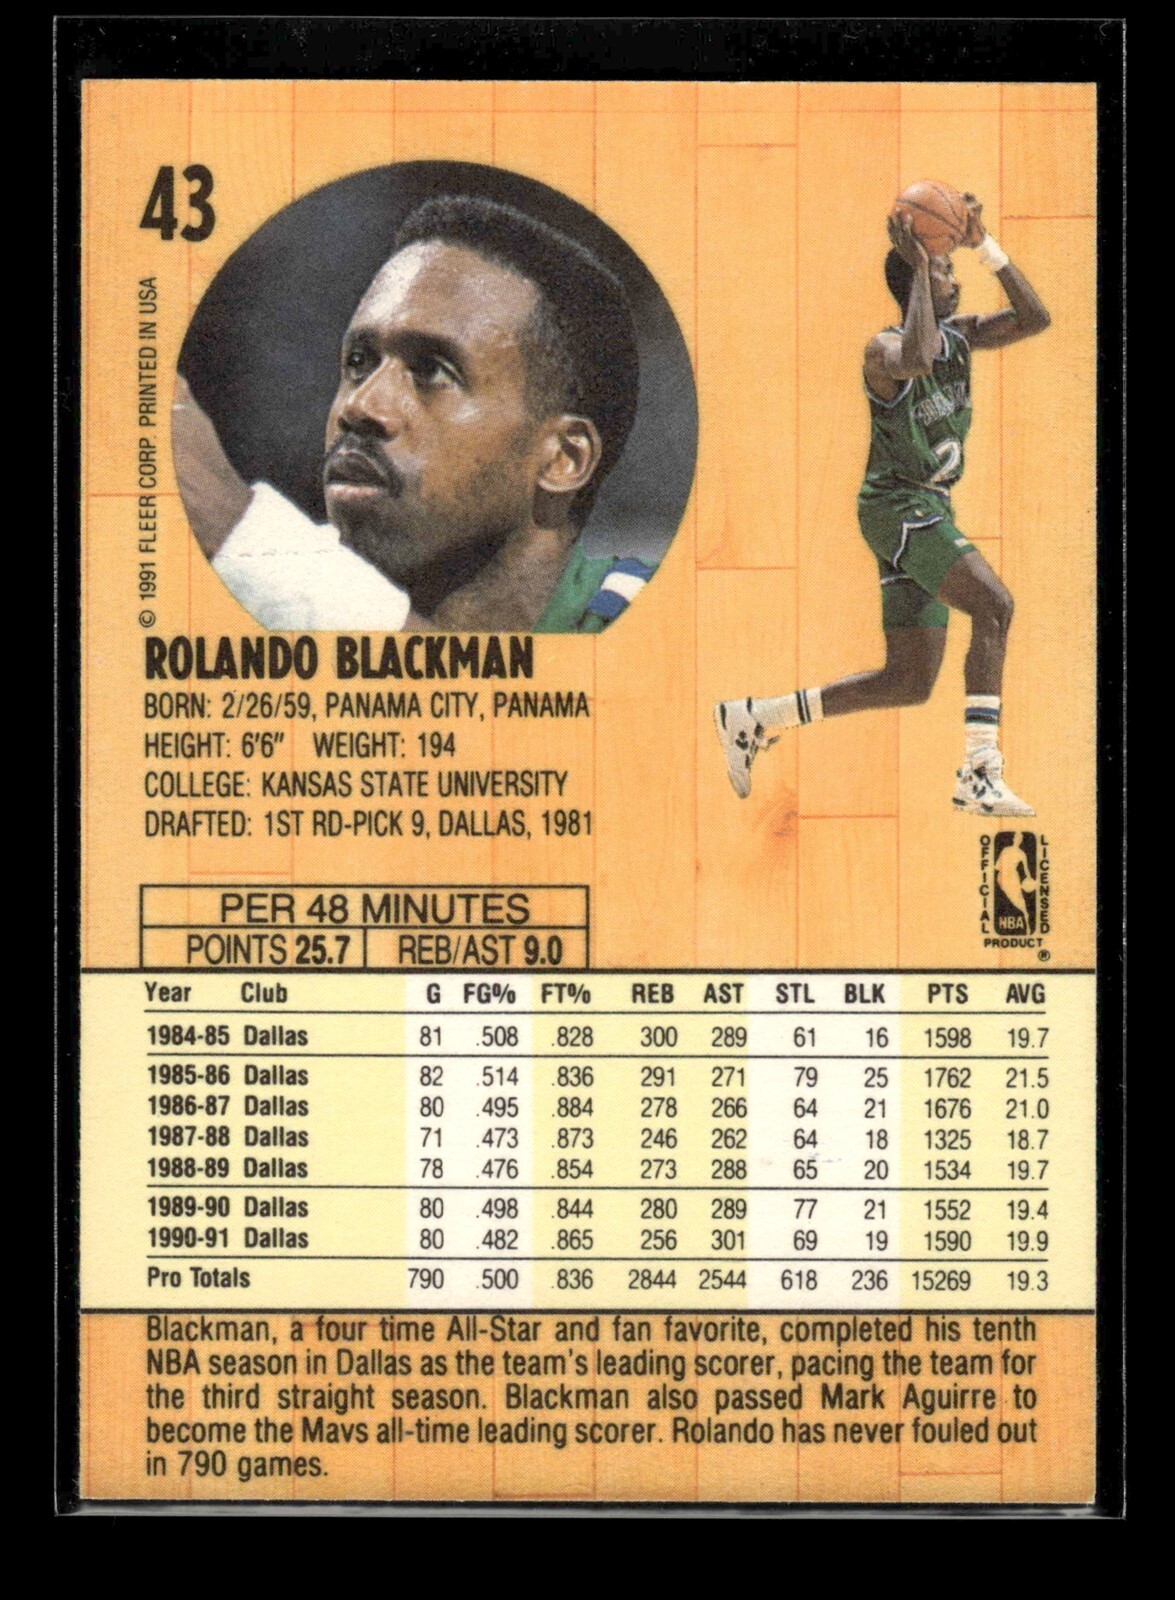 43
© 1991 FLEER CORP. PRINTED IN USA
2
ROLANDO BLACKMAN
BORN: 2/26/59, PANAMA CITY, PANAMA
HEIGHT: 6'6" WEIGHT: 194
COLLEGE: KANSAS STATE UNIVERSITY
DRAFTED: 1ST RD-PICK 9, DALLAS, 1981
OFFICIAL LICENSED
NBA
PRODUCT ®
PER 48 MINUTES
POINTS 25.7 REB/AST 9.0
Year Club G FG% FT% REB AST STL BLK PTS AVG
1984-85 Dallas 81 .508 .828 300 289 61 16 1598 19.7
1985-86 Dallas 82 .514 .836 291 271 79 25 1762 21.5
1986-87 Dallas 80 .495 .884 278 266 64 21 1676 21.0
1987-88 Dallas 71 .473 .873 246 262 64 18 1325 18.7
1988-89 Dallas 78 .476 .854 273 288 65 20 1534 19.7
1989-90 Dallas 80 .498 .844 280 289 77 21 1552 19.4
1990-91 Dallas 80 .482 .865 256 301 69 19 1590 19.9
Pro Totals 790 .500 .836 2844 2544 618 236 15269 19.3
Blackman, a four time All-Star and fan favorite, completed his tenth
NBA season in Dallas as the team's leading scorer, pacing the team for
the third straight season. Blackman also passed Mark Aguirre to
become the Mavs all-time leading scorer. Rolando has never fouled out
in 790 games.